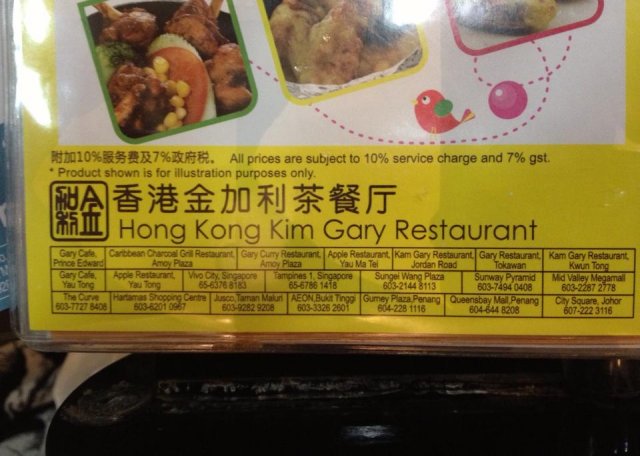 附加10%服务费及7%政府税。 All prices are subject to 10% service charge and 7% gst.
* Product shown is for illustration purposes only.
香港金加利茶餐厅
Hong Kong Kim Gary Restaurant
Gary Cafe, Prince Edward
Caribbean Charcoal Grill Restaurant, Amoy Plaza
Gary Curry Restaurant, Amoy Plaza
Apple Restaurant, Yau Ma Tei
Kam Gary Restaurant, Jordan Road
Gary Restaurant, Tokawan
Kam Gary Restaurant, Kwun Tong
Gary Cafe, Yau Tong
Apple Restaurant, Yau Tong
Vivo City, Singapore 65-6376 8183
Tampines 1, Singapore 65-6786 1418
Sungei Wang Plaza 603-2144 8113
Sunway Pyramid 603-7494 0408
Mid Valley Megamall 603-2287 2778
The Curve 603-7727 8408
Hartamas Shopping Centre 603-6201 0967
Jusco,Taman Maluri 603-9282 9208
AEON,Bukit Tinggi 603-3326 2601
Gurney Plaza,Penang 604-228 1116
Queensbay Mall,Penang 604-644 8208
City Square, Johor 607-222 3116